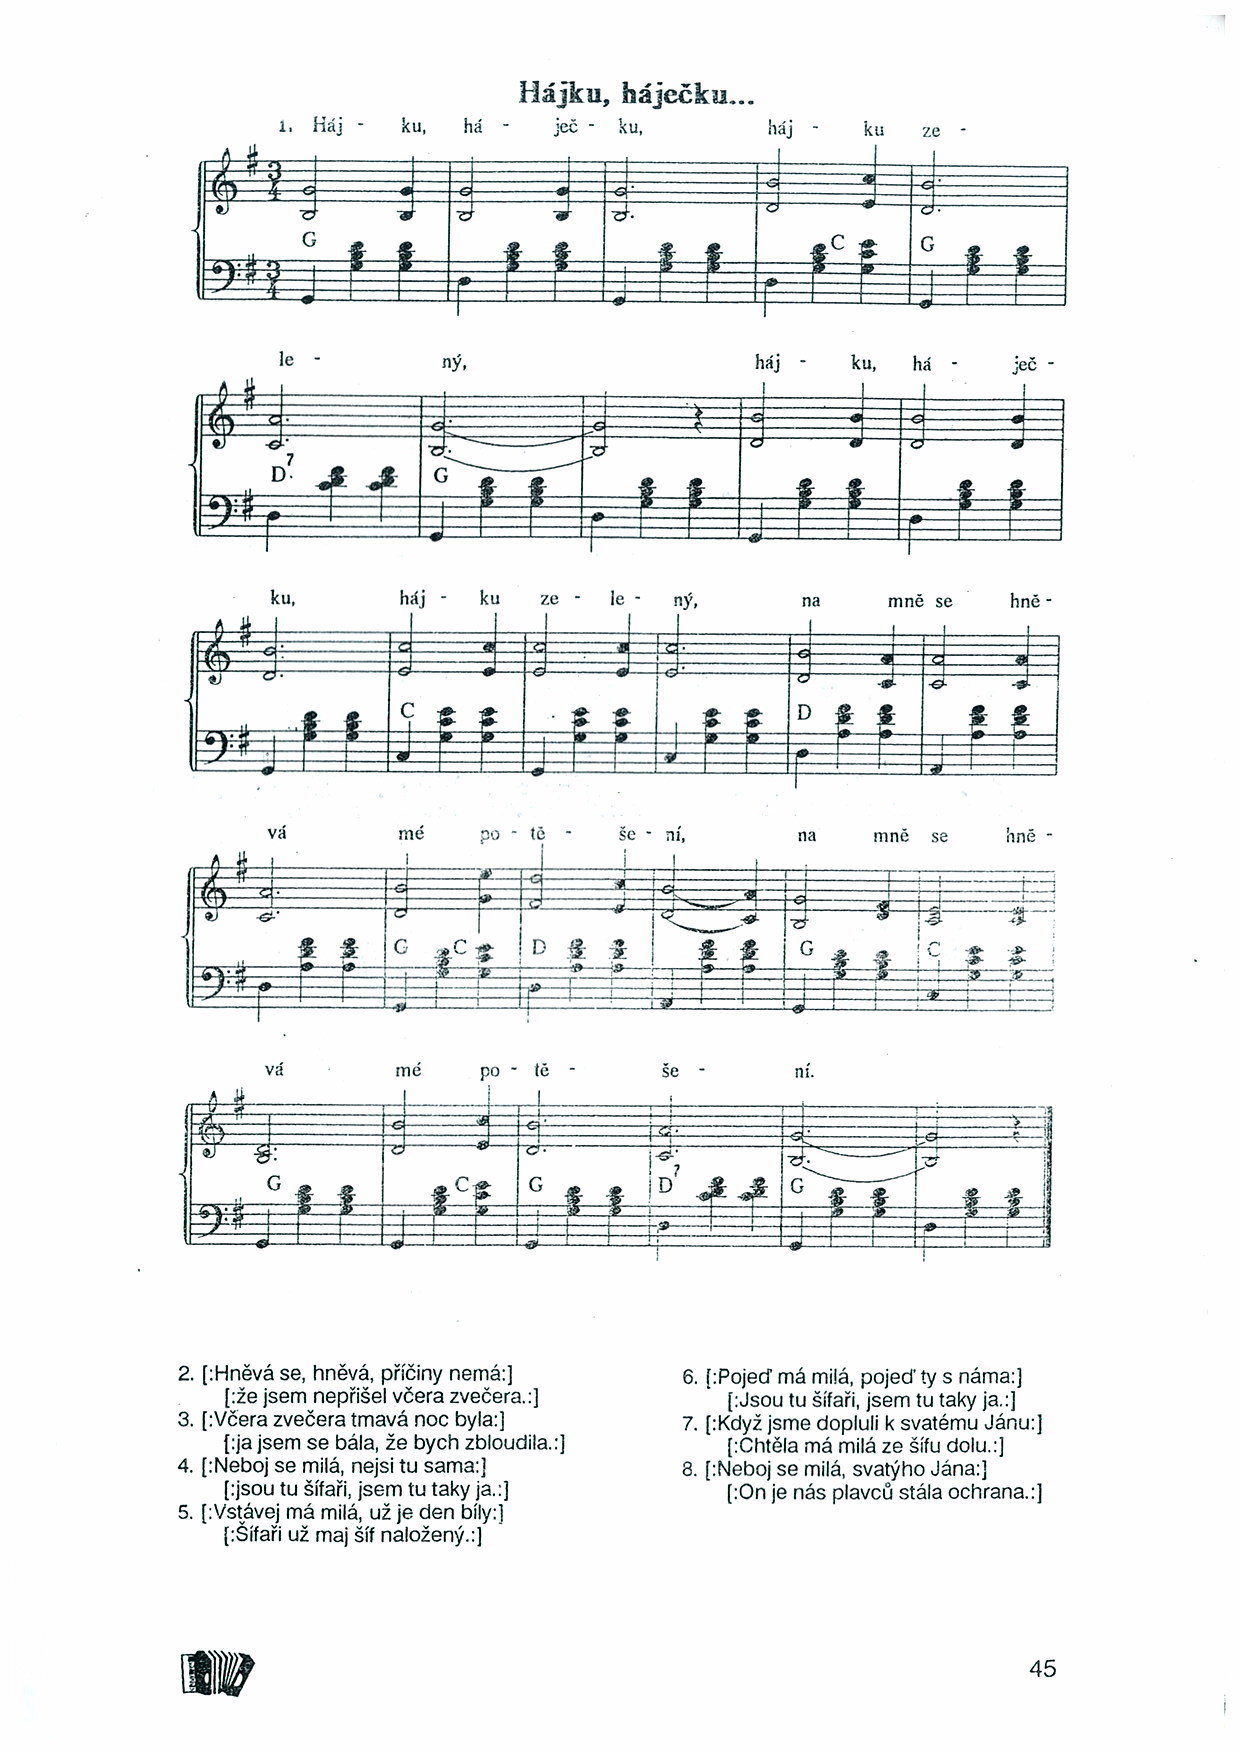 Hájku, háječku...
1. Háj - ku, há - ječ - ku, háj - ku ze -
G C G
le - ný, háj - ku, há - ječ -
D7 G
ku, háj - ku ze - le - ný, na mně se hně -
C D
vá mé po - tě - še - ní, na mně se hně -
G C D G C
vá mé po - tě - še - ní.
G C G D7 G
2. [:Hněvá se, hněvá, příčiny nemá:]
[:že jsem nepřišel včera zvečera.:]
3. [:Včera zvečera tmavá noc byla:]
[:ja jsem se bála, že bych zbloudila.:]
4. [:Neboj se milá, nejsi tu sama:]
[:jsou tu šífaři, jsem tu taky ja.:]
5. [:Vstávej má milá, už je den bíly:]
[:Šífaři už maj šíf naložený.:]
6. [:Pojeď má milá, pojeď ty s náma:]
[:Jsou tu šífaři, jsem tu taky ja.:]
7. [:Když jsme dopluli k svatému Jánu:]
[:Chtěla má milá ze šífu dolu.:]
8. [:Neboj se milá, svatýho Jána:]
[:On je nás plavců stála ochrana.:]
45